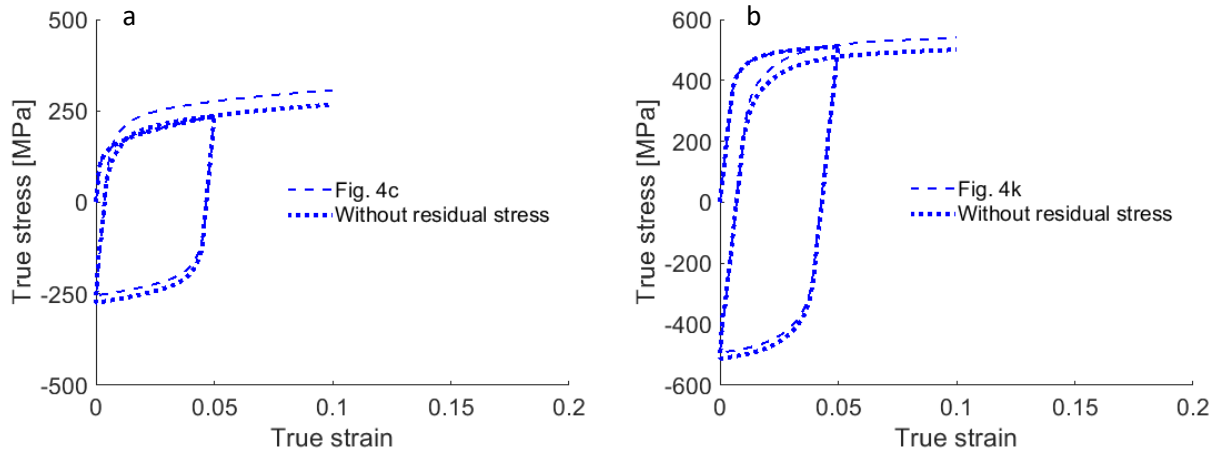 a
500
250
0
-250
-500
True stress [MPa]
0
0.05
0.1
0.15
0.2
True strain
Fig. 4c
Without residual stress
b
600
400
200
0
-200
-400
-600
True stress [MPa]
0
0.05
0.1
0.15
0.2
True strain
Fig. 4k
Without residual stress